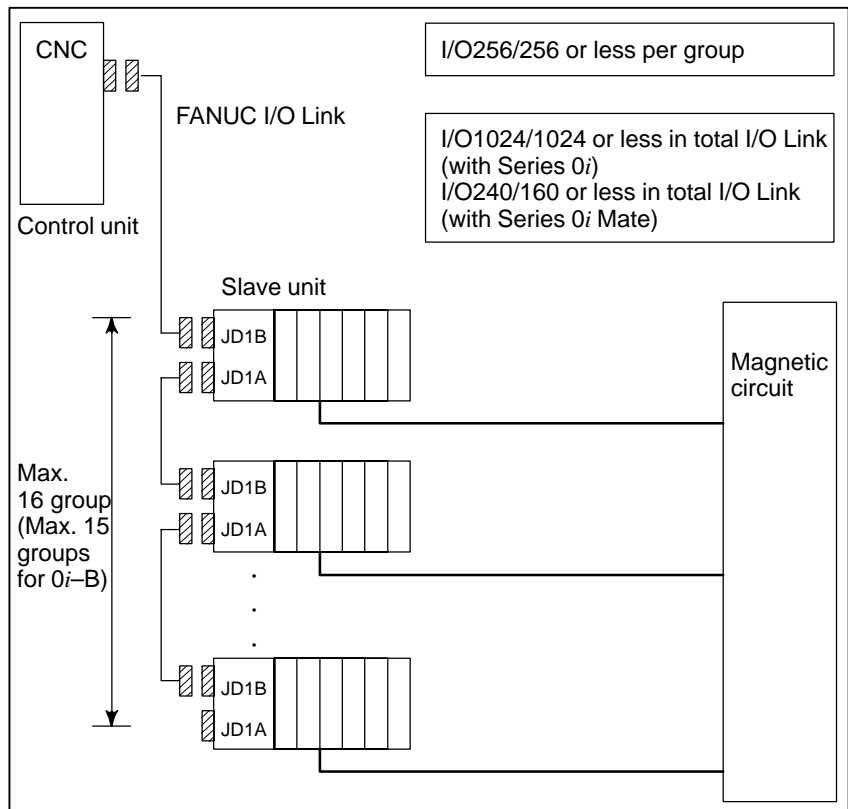 CNC
I/O256/256 or less per group
FANUC I/O Link
I/O1024/1024 or less in total I/O Link
(with Series 0i)
I/O240/160 or less in total I/O Link
(with Series 0i Mate)
Control unit
Slave unit
JD1B
JD1A
Magnetic
circuit
Max.
16 group
(Max. 15
groups
for 0i–B)
JD1B
JD1A
JD1B
JD1A